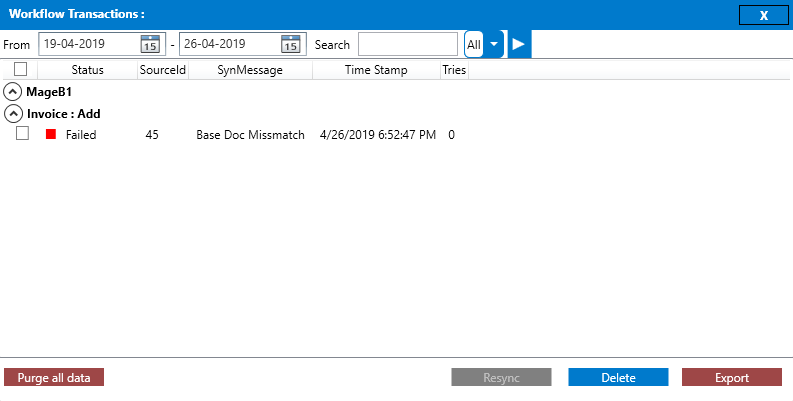 Workflow Transactions :
X
From 19-04-2019 15 - 26-04-2019 15 Search All
Status SourceId SynMessage Time Stamp Tries
MageB1
Invoice : Add
Failed 45 Base Doc Missmatch 4/26/2019 6:52:47 PM 0
Purge all data Resync Delete Export